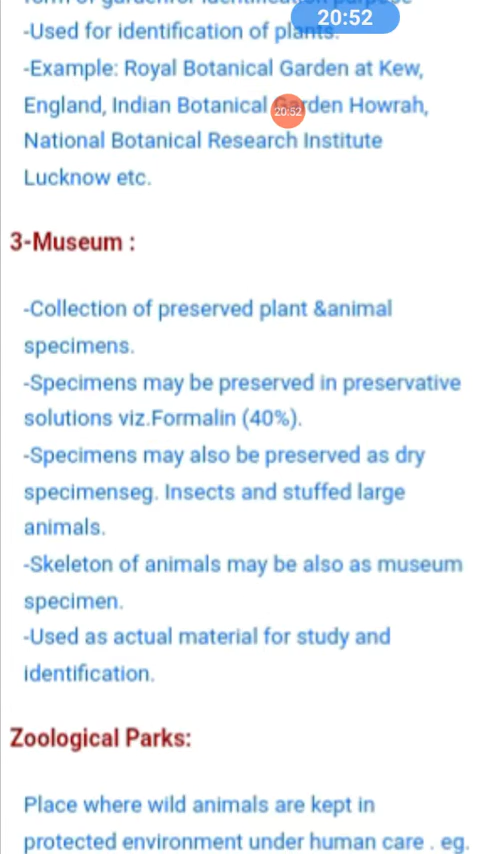 20:52
-Used for identification of plants.
-Example: Royal Botanical Garden at Kew,
England, Indian Botanical Garden Howrah,
20:52
National Botanical Research Institute
Lucknow etc.
3-Museum :
-Collection of preserved plant &animal
specimens.
-Specimens may be preserved in preservative
solutions viz.Formalin (40%).
-Specimens may also be preserved as dry
specimenseg. Insects and stuffed large
animals.
-Skeleton of animals may be also as museum
specimen.
-Used as actual material for study and
identification.
Zoological Parks:
Place where wild animals are kept in
protected environment under human care . eg.